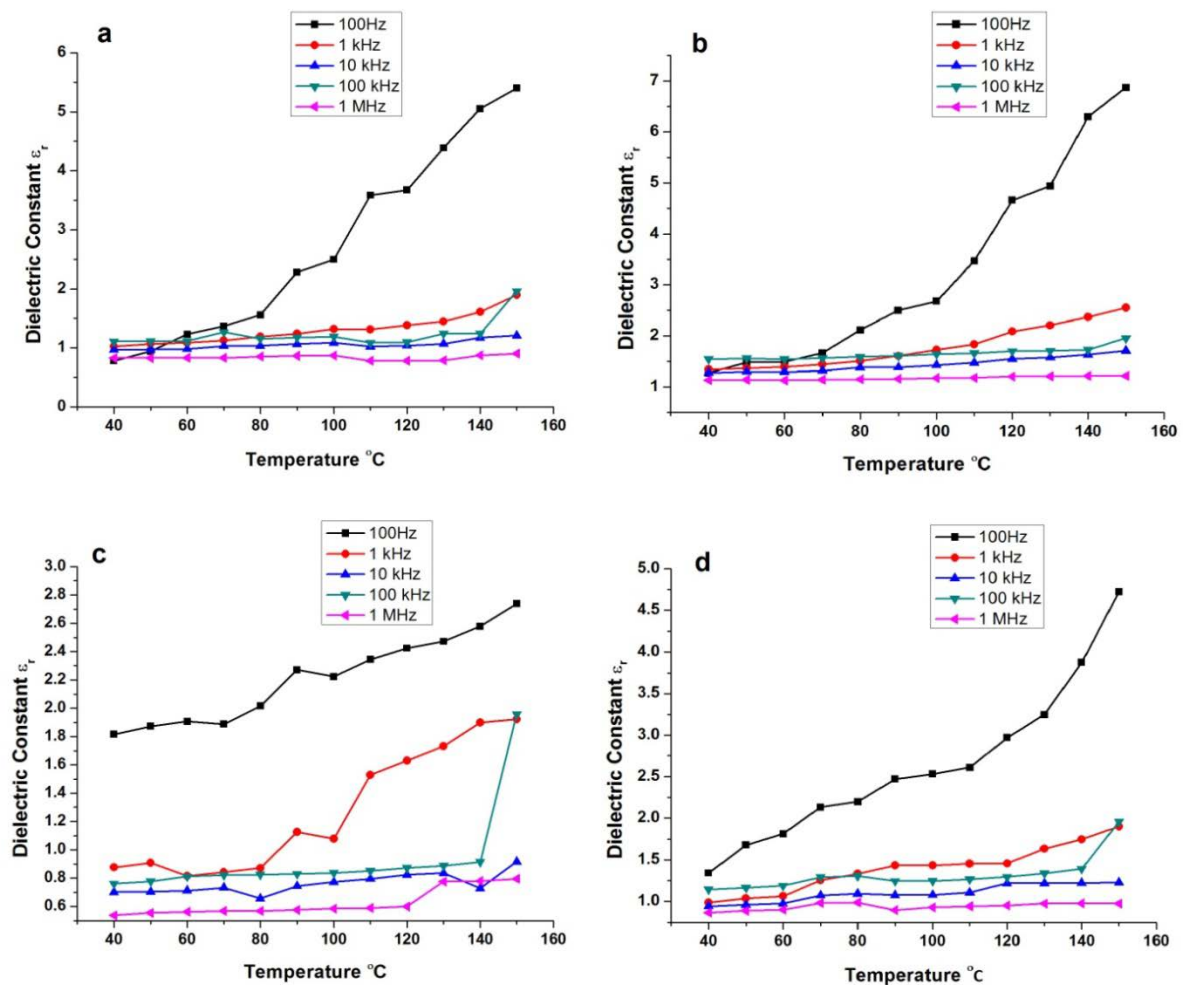 a
100Hz
1 kHz
10 kHz
100 kHz
1 MHz
6
5
4
3
2
1
0
Dielectric Constant εr
40 60 80 100 120 140 160
Temperature °C
b
100Hz
1 kHz
10 kHz
100 kHz
1 MHz
7
6
5
4
3
2
1
Dielectric Constant εr
40 60 80 100 120 140 160
Temperature °C
c
100Hz
1 kHz
10 kHz
100 kHz
1 MHz
3.0
2.8
2.6
2.4
2.2
2.0
1.8
1.6
1.4
1.2
1.0
0.8
0.6
Dielectric Constant εr
40 60 80 100 120 140 160
Temperature °C
d
100Hz
1 kHz
10 kHz
100 kHz
1 MHz
5.0
4.5
4.0
3.5
3.0
2.5
2.0
1.5
1.0
Dielectric Constant εr
40 60 80 100 120 140 160
Temperature °C